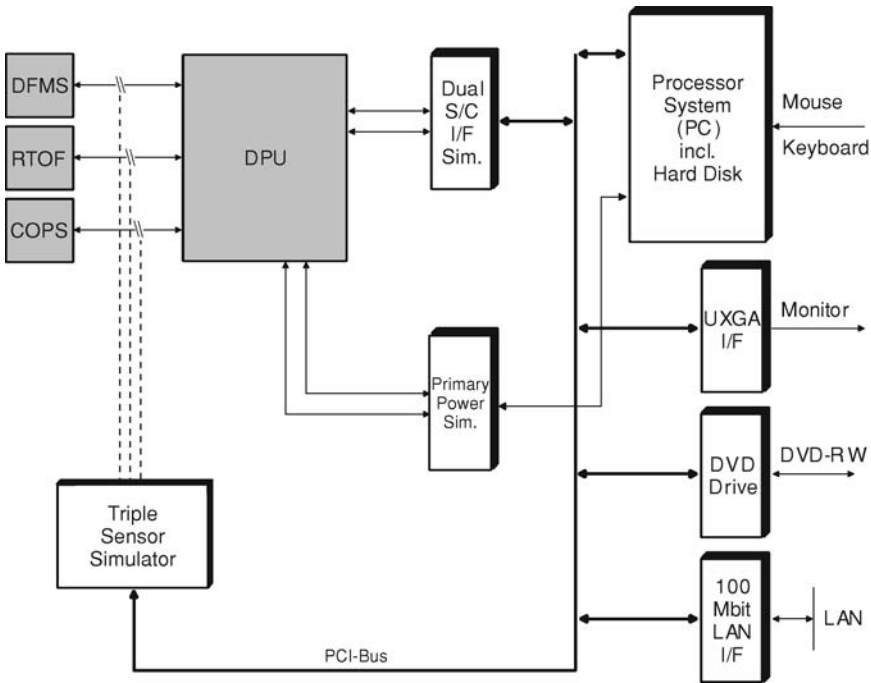 DFMS
RTOF
COPS
DPU
Dual
S/C
I/F
Sim.
Processor
System
(PC)
incl.
Hard Disk
Mouse
Keyboard
UXGA
I/F
Monitor
Primary
Power
Sim.
DVD
Drive
DVD-RW
Triple
Sensor
Simulator
100
Mbit
LAN
I/F
LAN
PCI-Bus